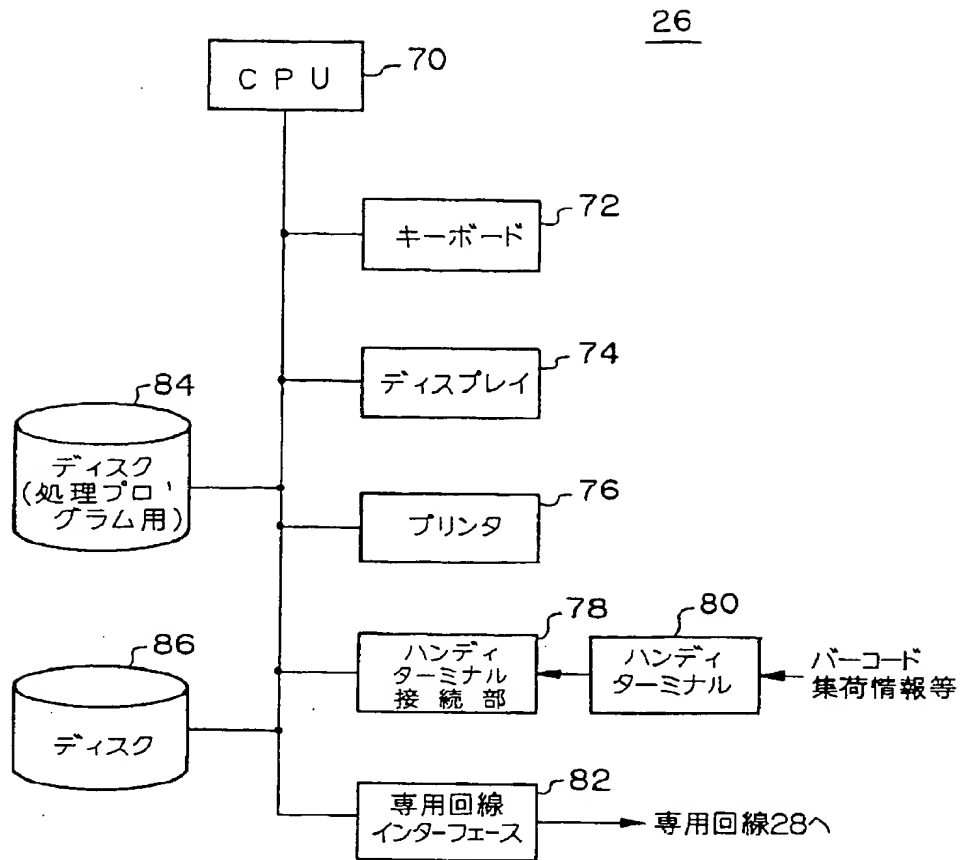 26
CPU
70
72
キーボード
74
ディスプレイ
84
ディスク
(処理プロ
グラム用)
76
プリンタ
78
ハンディ
ターミナル
接続部
80
ハンディ
ターミナル
バーコード
集荷情報等
86
ディスク
82
専用回線
インターフェース
専用回線28へ